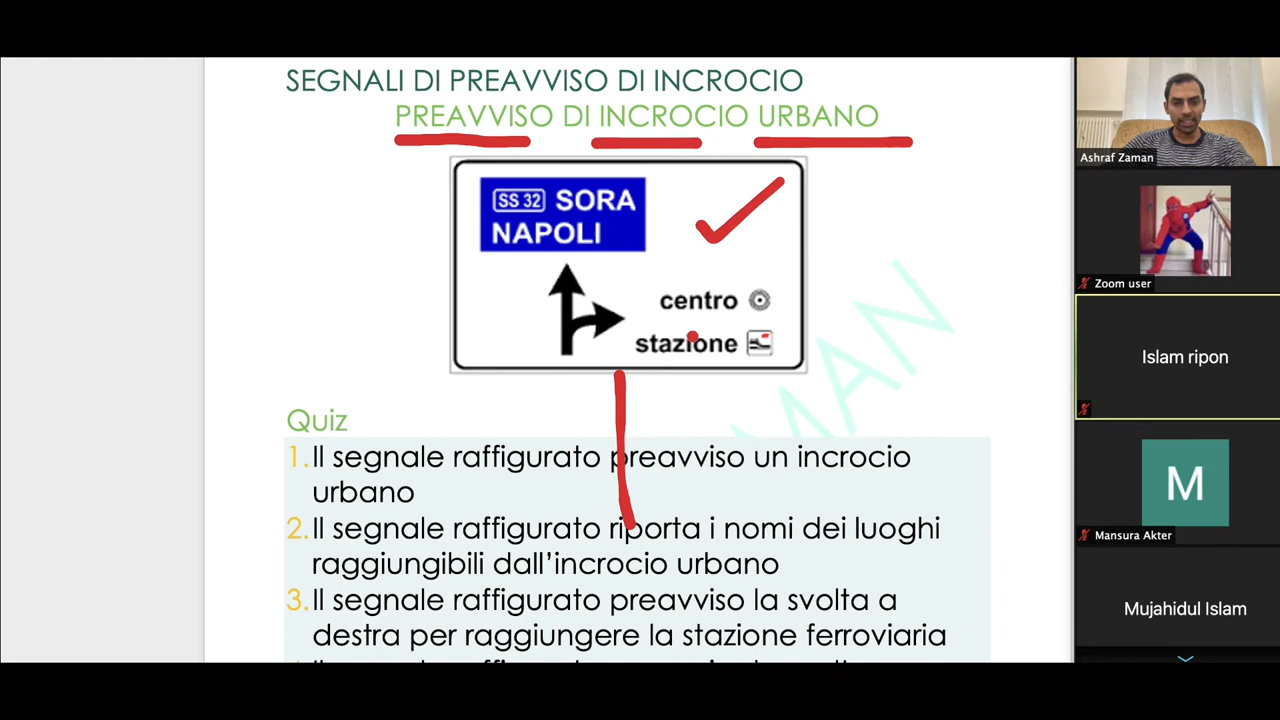 SEGNALI DI PREAVVISO DI INCROCIO
PREAVVISO DI INCROCIO URBANO
SS 32 SORA
NAPOLI
centro
stazione
MAN
Quiz
1. Il segnale raffigurato preavviso un incrocio
urbano
2. Il segnale raffigurato riporta i nomi dei luoghi
raggiungibili dall'incrocio urbano
3. Il segnale raffigurato preavviso la svolta a
destra per raggiungere la stazione ferroviaria
Ashraf Zaman
Zoom user
Islam ripon
M
Mansura Akter
Mujahidul Islam